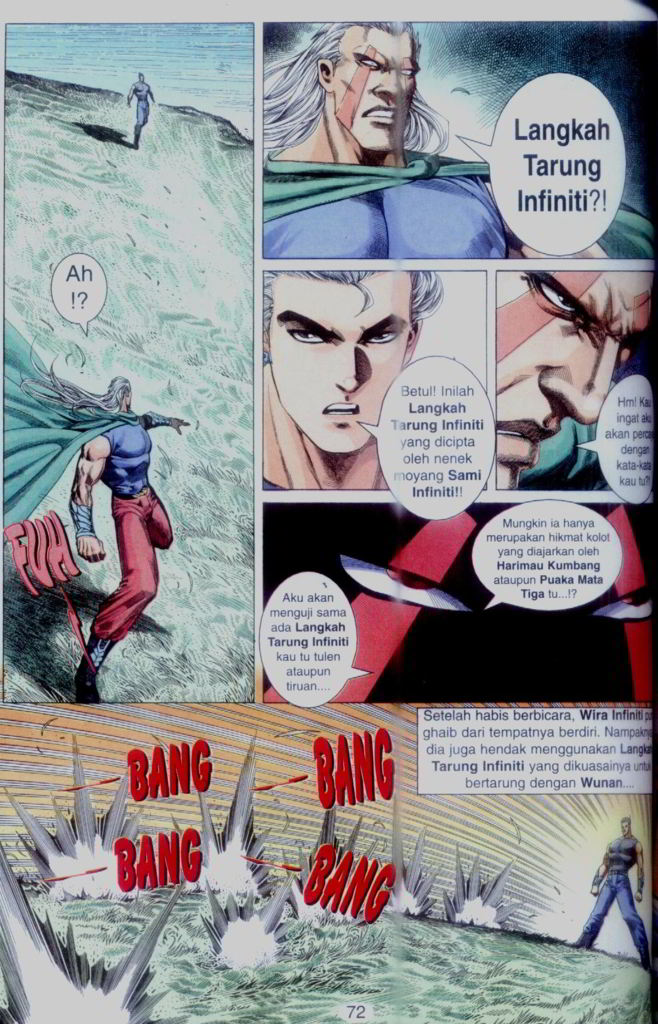 Ah
!?
FUH
Langkah
Tarung
Infiniti?!
Betul! Inilah
Langkah
Tarung Infiniti
yang dicipta
oleh nenek
moyang Sami
Infiniti!!
Hm! Kau
ingat aku
akan
dengan
kata-kata
kau tu?!
Mungkin ia hanya
merupakan hikmat kolot
yang diajarkan oleh
Harimau Kumbang
ataupun Puaka Mata
Tiga tu...!?
Aku akan
menguji sama
ada Langkah
Tarung Infiniti
kau tu tulen
ataupun
tiruan....
Setelah habis berbicara, Wira Infiniti
ghaib dari tempatnya berdiri. Nampaknya
dia juga hendak menggunakan Langkah
Tarung Infiniti yang dikuasainya untuk
bertarung dengan Wunan....
BANG
BANG
BANG
BANG
72